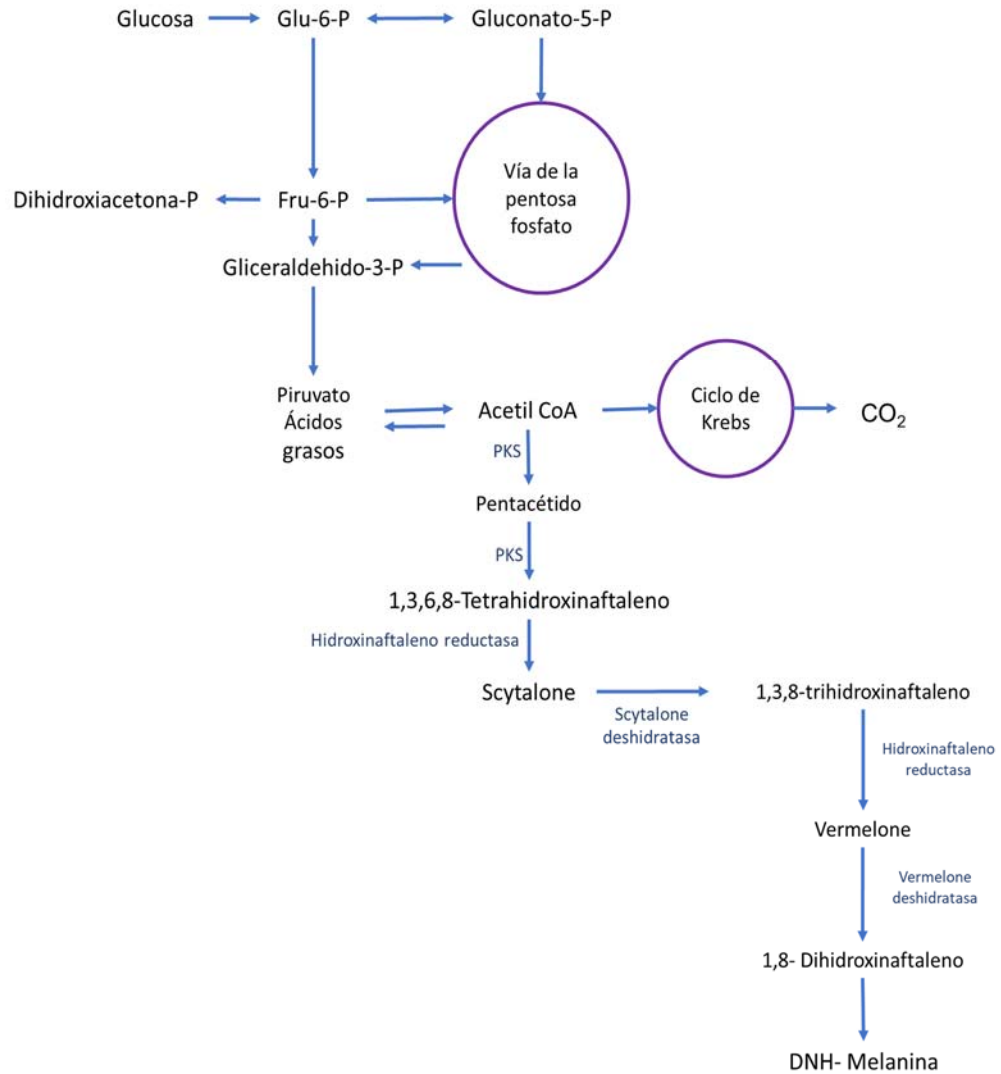 Glucosa
Glu-6-P
Gluconato-5-P
Vía de la
pentosa
fosfato
Dihidroxiacetona-P
Fru-6-P
Gliceraldehido-3-P
Piruvato
Ácidos
grasos
Acetil CoA
Ciclo de
Krebs
CO₂
PKS
Pentacétido
PKS
1,3,6,8-Tetrahidroxinaftaleno
Hidroxinaftaleno reductasa
Scytalone
Scytalone
deshidratasa
1,3,8-trihidroxinaftaleno
Hidroxinaftaleno
reductasa
Vermelone
Vermelone
deshidratasa
1,8- Dihidroxinaftaleno
DNH- Melanina